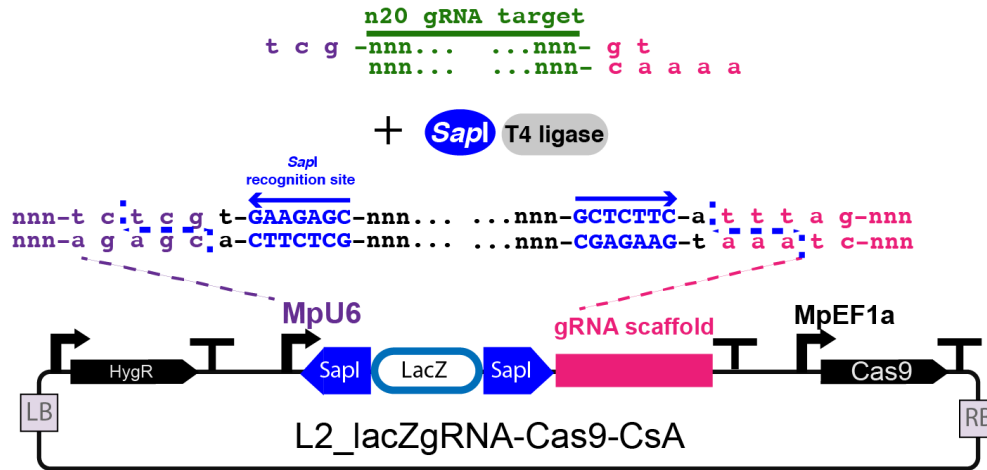 n20 gRNA target
t c g -nnn... ...nnn- g t
nnn... ...nnn- c a a a a
+ SapI T4 ligase
SapI
recognition site
nnn-t c t c g t-GAAGAGC-nnn... ...nnn-GCTCTTC-a t t t a g-nnn
nnn-a g a g c a-CTTCTCG-nnn... ...nnn-CGAGAAG-t a a a t c-nnn
MpU6 gRNA scaffold MpEF1a
HygR SapI LacZ SapI Cas9
LB RB
L2_lacZgRNA-Cas9-CsA